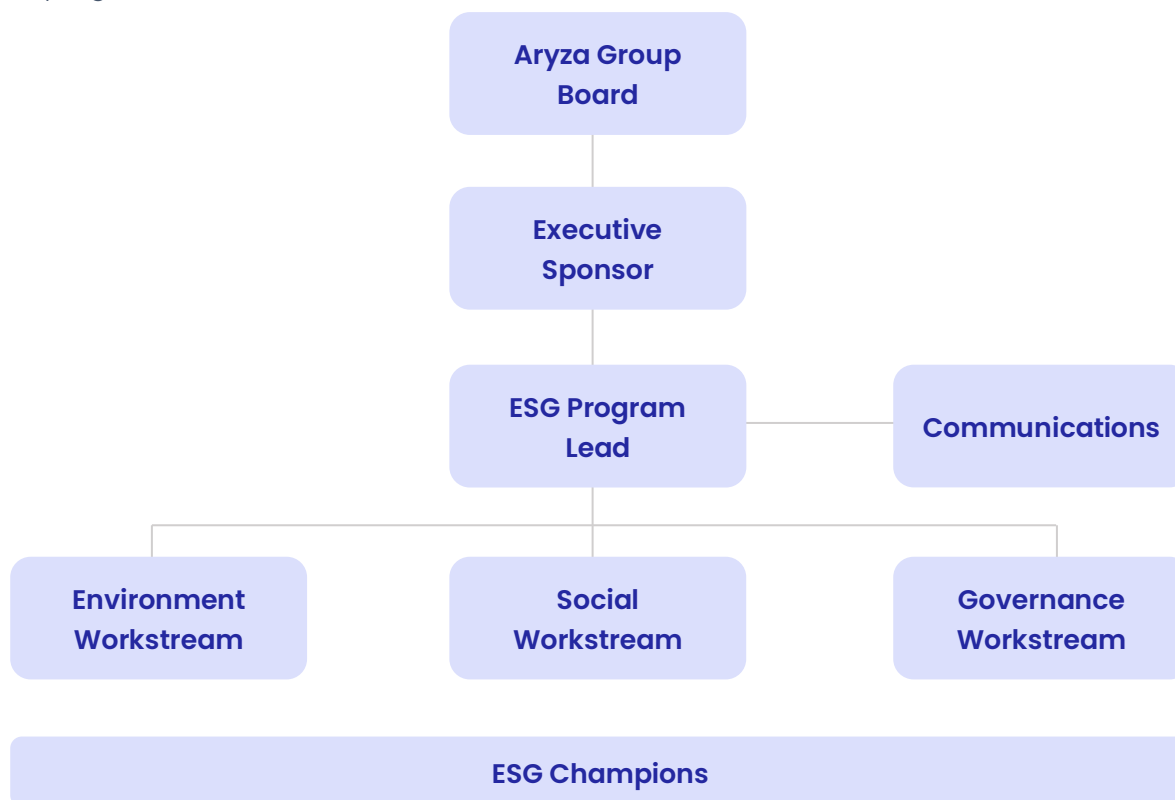 Aryza Group
Board
Executive
Sponsor
ESG Program
Lead
Communications
Environment
Workstream
Social
Workstream
Governance
Workstream
ESG Champions